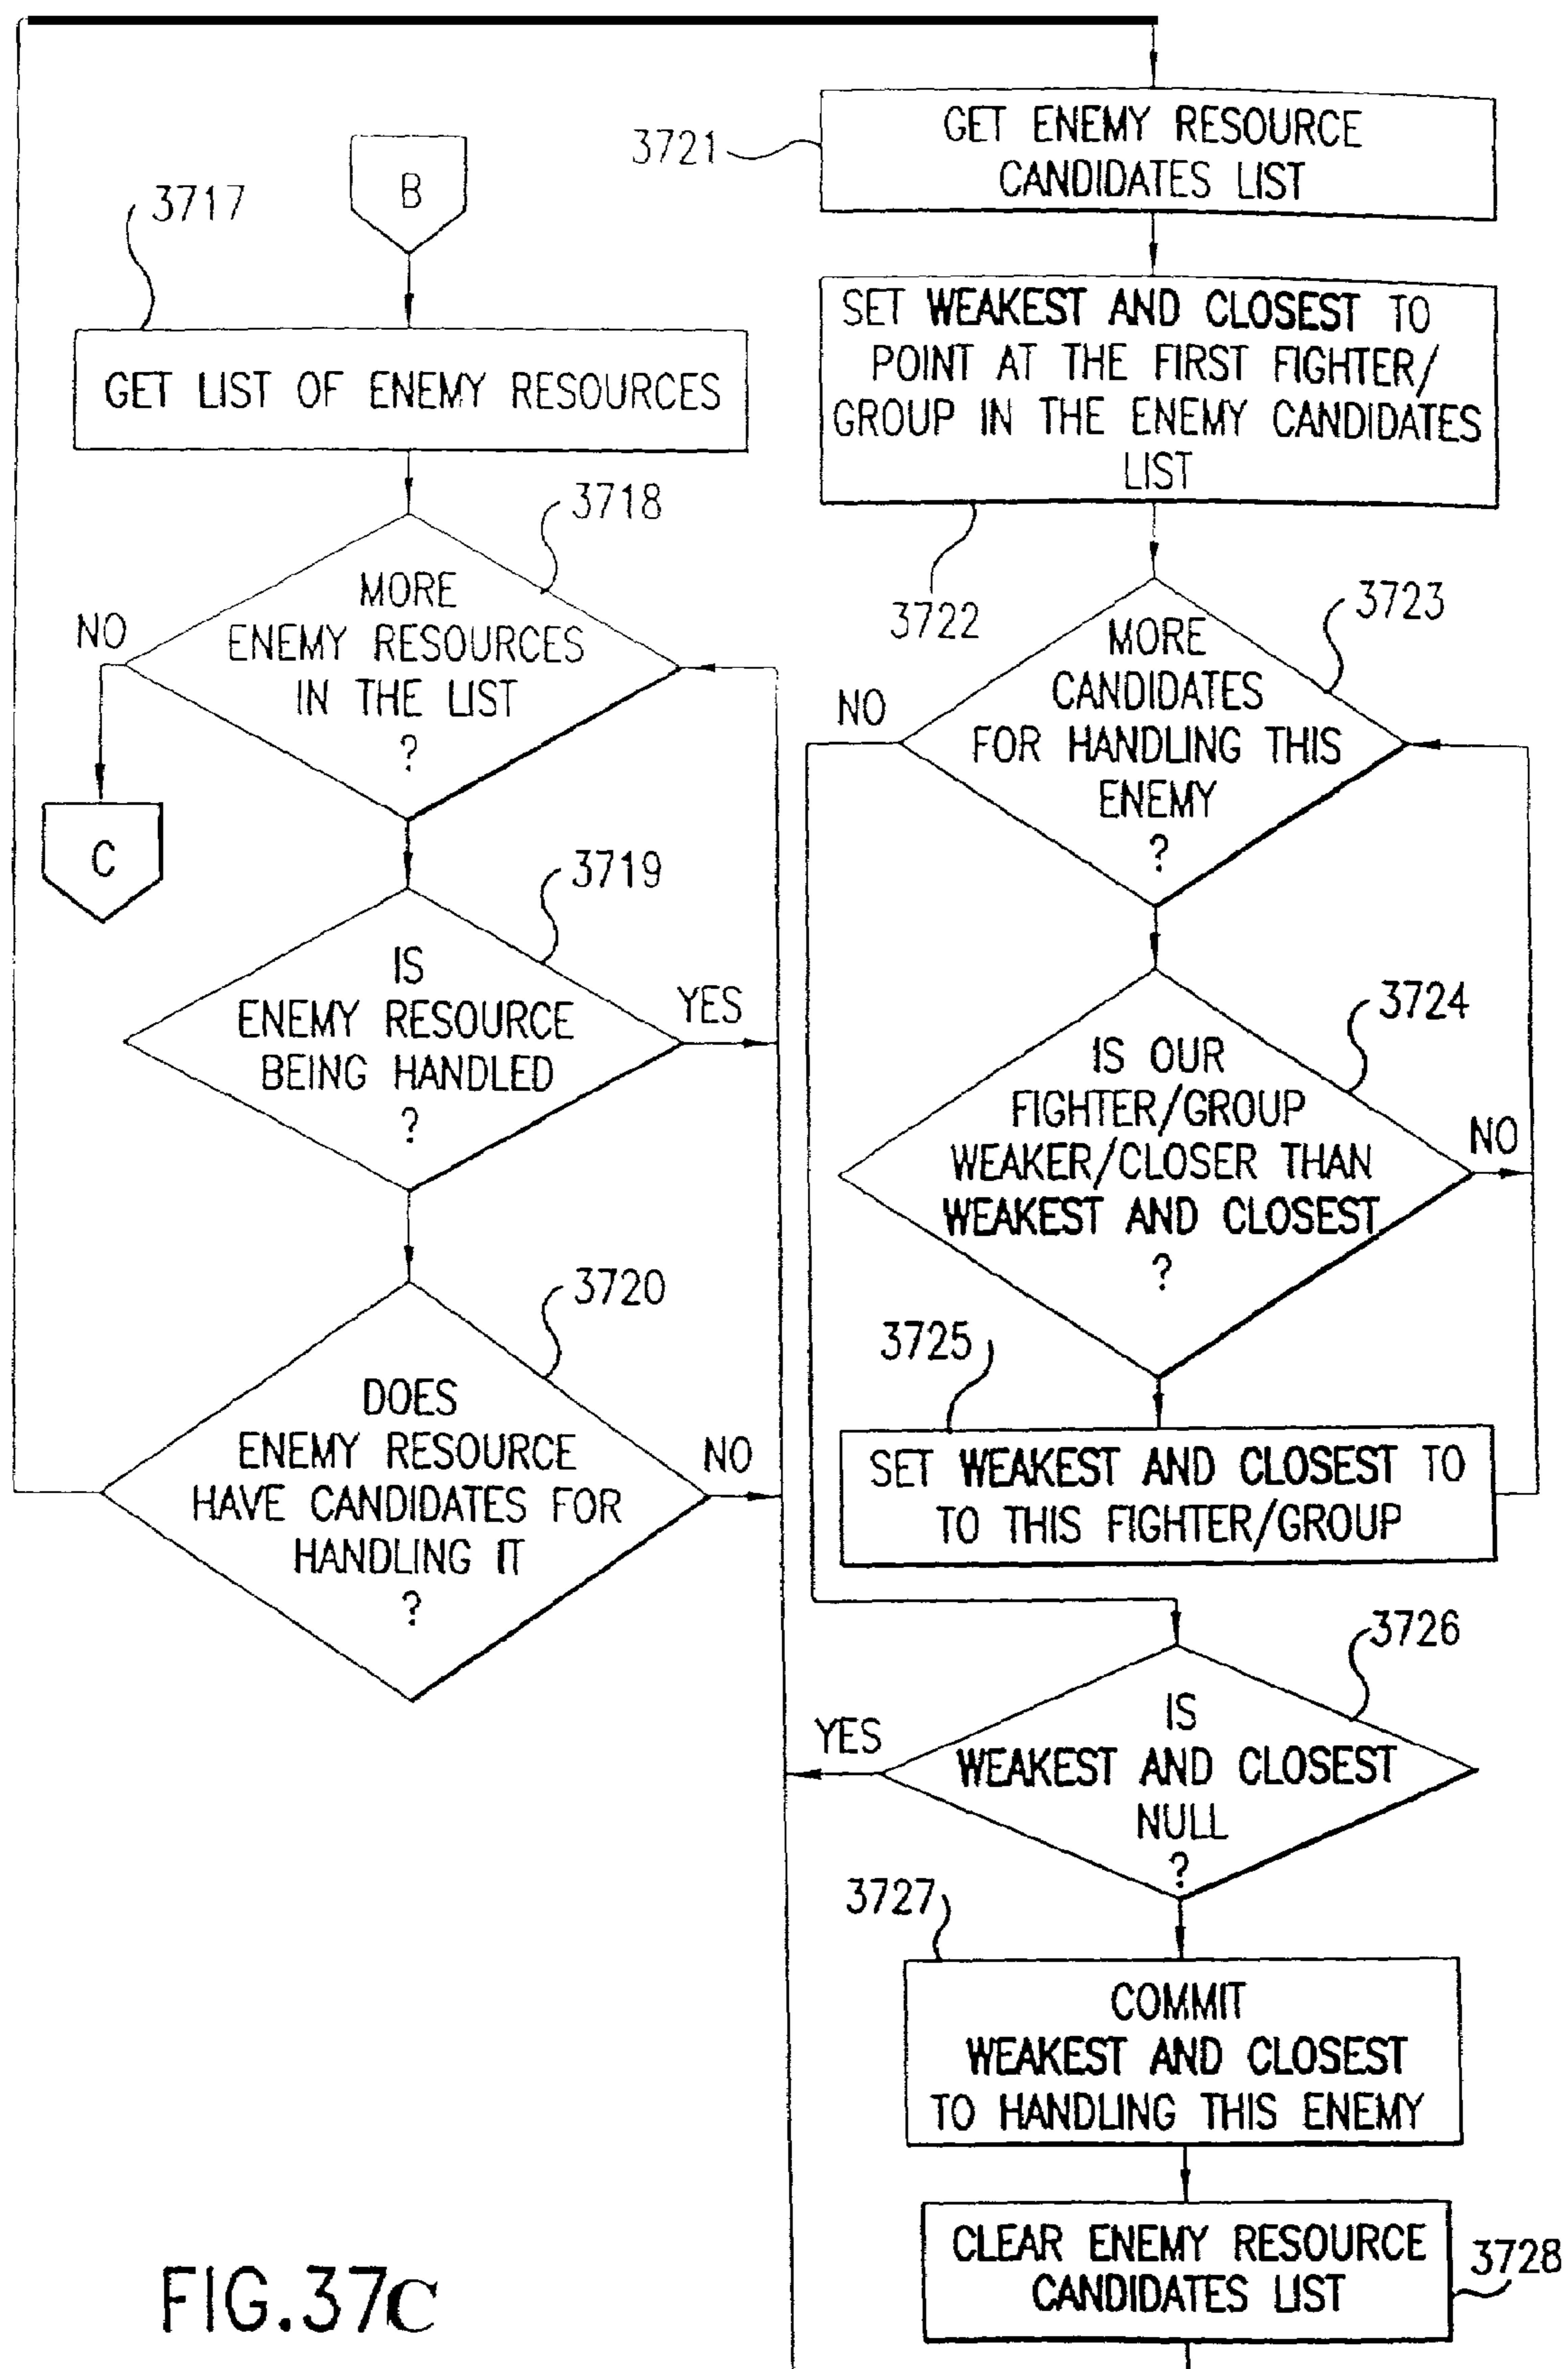 B
3717
GET LIST OF ENEMY RESOURCES
3718
MORE
ENEMY RESOURCES
IN THE LIST
?
NO
C
3719
IS
ENEMY RESOURCE
BEING HANDLED
?
YES
3720
DOES
ENEMY RESOURCE
HAVE CANDIDATES FOR
HANDLING IT
?
NO
3721
GET ENEMY RESOURCE
CANDIDATES LIST
SET WEAKEST AND CLOSEST TO
POINT AT THE FIRST FIGHTER/
GROUP IN THE ENEMY CANDIDATES
LIST
3722
3723
MORE
CANDIDATES
FOR HANDLING THIS
ENEMY
?
NO
3724
IS OUR
FIGHTER/GROUP
WEAKER/CLOSER THAN
WEAKEST AND CLOSEST
?
NO
3725
SET WEAKEST AND CLOSEST TO
TO THIS FIGHTER/GROUP
3726
IS
WEAKEST AND CLOSEST
NULL
?
YES
3727
COMMIT
WEAKEST AND CLOSEST
TO HANDLING THIS ENEMY
CLEAR ENEMY RESOURCE
CANDIDATES LIST
3728
FIG.37C